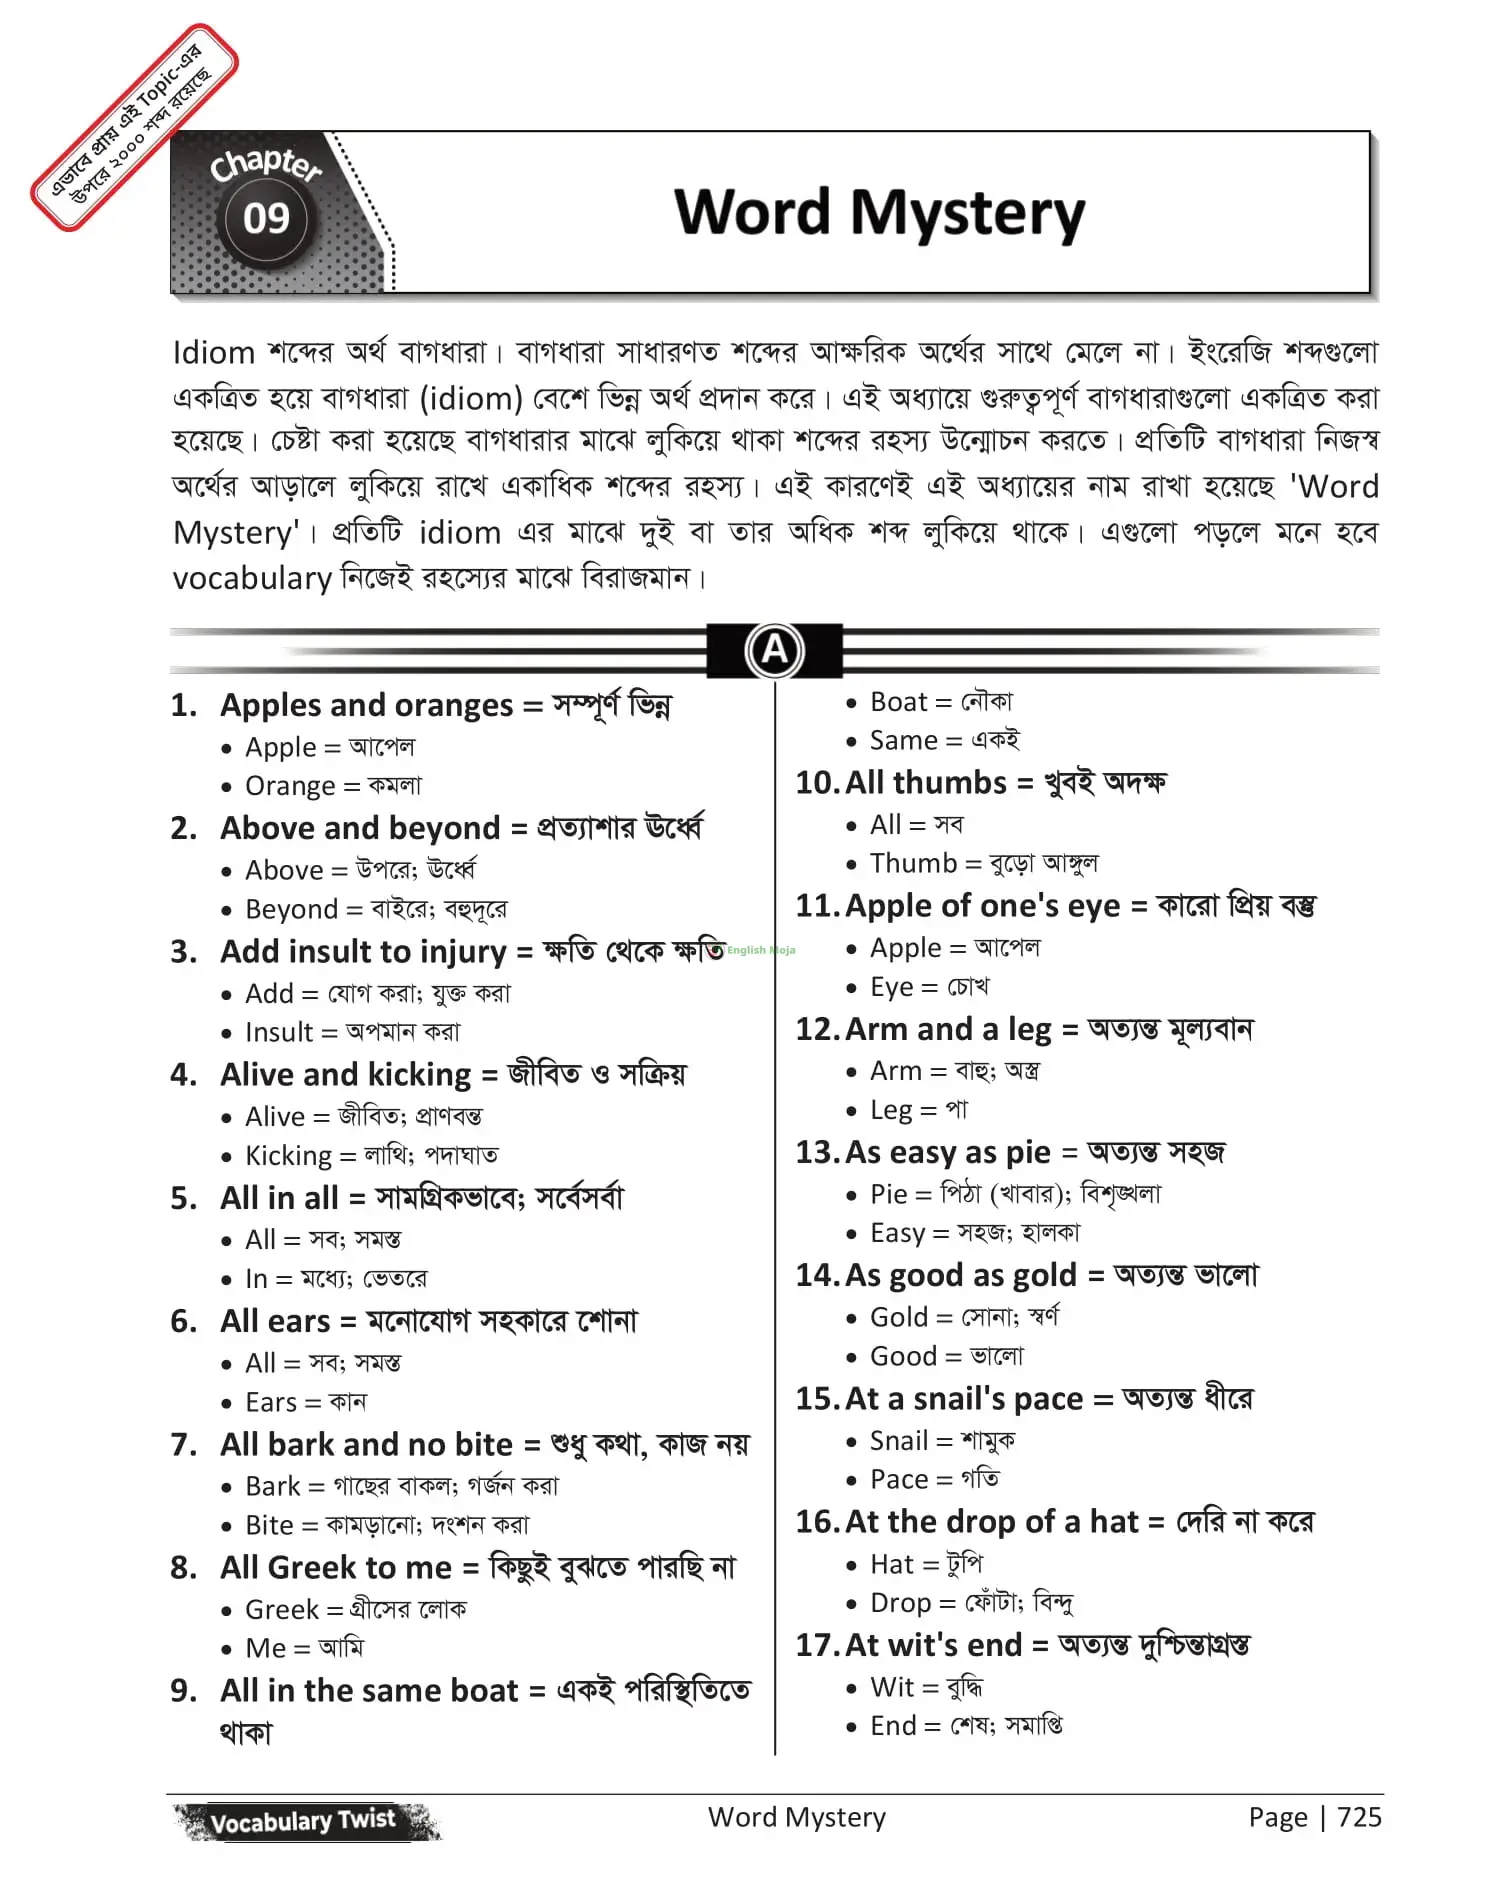 এভাবে প্রায় এই Topic-এর
উপরে ২০০০ শব্দ রয়েছে
Chapter
09
Word Mystery
Idiom শব্দের অর্থ বাগধারা। বাগধারা সাধারণত শব্দের আক্ষরিক অর্থের সাথে মেলে না। ইংরেজি শব্দগুলো
একত্রিত হয়ে বাগধারা (idiom) বেশে ভিন্ন অর্থ প্রদান করে। এই অধ্যায়ে গুরুত্বপূর্ণ বাগধারাগুলো একত্রিত করা
হয়েছে। চেষ্টা করা হয়েছে বাগধারার মাঝে লুকিয়ে থাকা শব্দের রহস্য উন্মোচন করতে। প্রতিটি বাগধারা নিজস্ব
অর্থের আড়ালে লুকিয়ে রাখে একাধিক শব্দের রহস্য। এই কারণেই এই অধ্যায়ের নাম রাখা হয়েছে 'Word
Mystery'। প্রতিটি idiom এর মাঝে দুই বা তার অধিক শব্দ লুকিয়ে থাকে। এগুলো পড়লে মনে হবে
vocabulary নিজেই রহস্যের মাঝে বিরাজমান।
A
1. Apples and oranges = সম্পূর্ণ ভিন্ন
• Apple = আপেল
• Orange = কমলা
2. Above and beyond = প্রত্যাশার ঊর্ধ্বে
• Above = উপরে; ঊর্ধ্বে
• Beyond = বাইরে; বহুদূরে
3. Add insult to injury = ক্ষতি থেকে ক্ষতি
• Add = যোগ করা; যুক্ত করা
• Insult = অপমান করা
4. Alive and kicking = জীবিত ও সক্রিয়
• Alive = জীবিত; প্রাণবন্ত
• Kicking = লাথি; পদাঘাত
5. All in all = সামগ্রিকভাবে; সর্বেসর্বা
• All = সব; সমস্ত
• In = মধ্যে; ভেতরে
6. All ears = মনোযোগ সহকারে শোনা
• All = সব; সমস্ত
• Ears = কান
7. All bark and no bite = শুধু কথা, কাজ নয়
• Bark = গাছের বাকল; গর্জন করা
• Bite = কামড়ানো; দংশন করা
8. All Greek to me = কিছুই বুঝতে পারছি না
• Greek = গ্রীসের লোক
• Me = আমি
9. All in the same boat = একই পরিস্থিতিতে
থাকা
• Boat = নৌকা
• Same = একই
10. All thumbs = খুবই অদক্ষ
• All = সব
• Thumb = বুড়ো আঙ্গুল
11. Apple of one's eye = কারো প্রিয় বস্তু
• Apple = আপেল
• Eye = চোখ
12. Arm and a leg = অত্যন্ত মূল্যবান
• Arm = বাহু; অস্ত্র
• Leg = পা
13. As easy as pie = অত্যন্ত সহজ
• Pie = পিঠা (খাবার); বিশৃঙ্খলা
• Easy = সহজ; হালকা
14. As good as gold = অত্যন্ত ভালো
• Gold = সোনা; স্বর্ণ
• Good = ভালো
15. At a snail's pace = অত্যন্ত ধীরে
• Snail = শামুক
• Pace = গতি
16. At the drop of a hat = দেরি না করে
• Hat = টুপি
• Drop = ফোঁটা; বিন্দু
17. At wit's end = অত্যন্ত দুশ্চিন্তাগ্রস্ত
• Wit = বুদ্ধি
• End = শেষ; সমাপ্তি
English Moja
Vocabulary Twist
Word Mystery
Page | 725